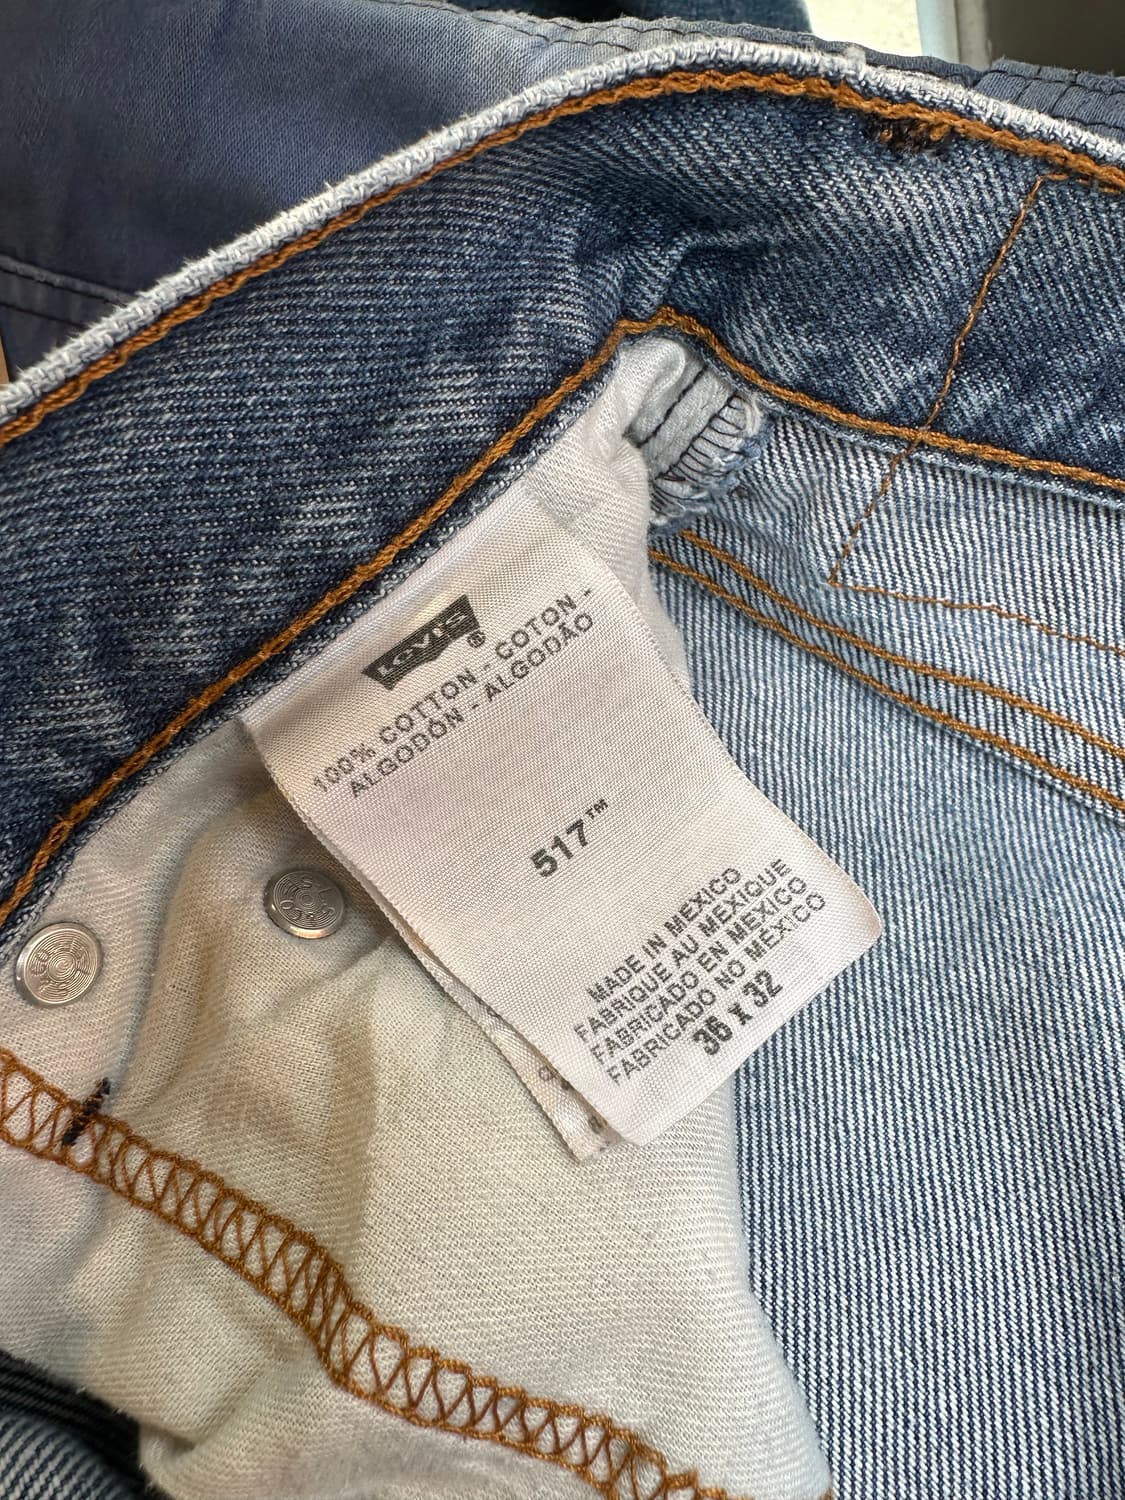 Levi's®
100% COTTON - COTON -
ALGODÓN - ALGODÃO
517™
MADE IN MEXICO
FABRIQUE AU MEXIQUE
FABRICADO EN MEXICO
FABRICADO NO MÉXICO
36 x 32